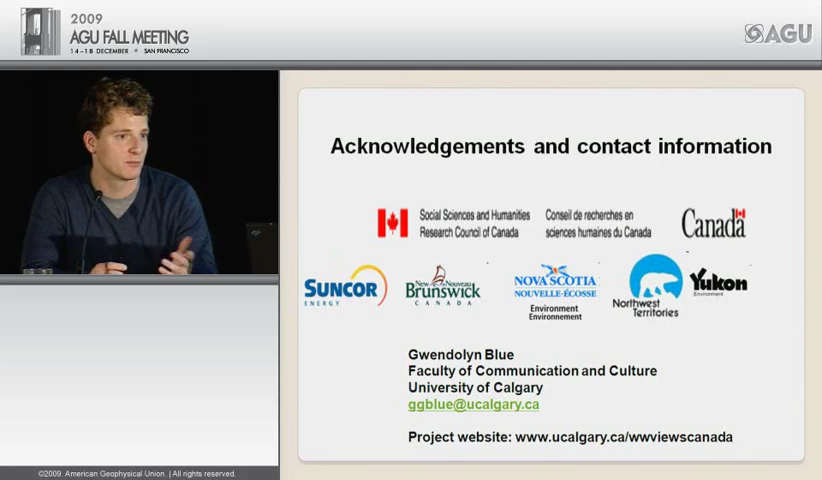 2009
AGU FALL MEETING
14-18 DECEMBER • SAN FRANCISCO
AGU
Acknowledgements and contact information
Social Sciences and Humanities
Research Council of Canada
Conseil de recherches en
sciences humaines du Canada
Canada
SUNCOR
ENERGY
New Nouveau
Brunswick
CANADA
NOVA SCOTIA
NOUVELLE-ÉCOSSE
Environment
Environnement
Northwest
Territories
Yukon
Environment
Gwendolyn Blue
Faculty of Communication and Culture
University of Calgary
ggblue@ucalgary.ca
Project website: www.ucalgary.ca/wwviewscanada
©2009. American Geophysical Union. | All rights reserved.